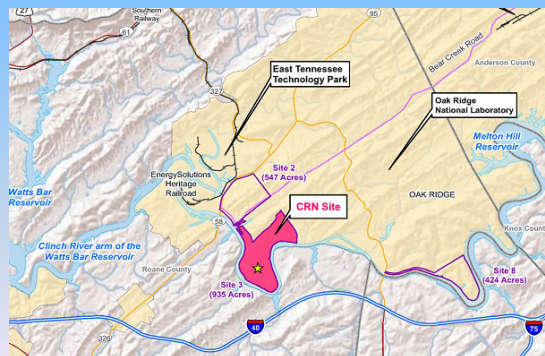 27
Southern
Railway
61
95
Bear Creek Road
Anderson County
East Tennessee
Technology Park
327
Oak Ridge
National Laboratory
Melton Hill
Reservoir
Site 2
(547 Acres)
EnergySolutions
Heritage
Railroad
OAK RIDGE
Watts Bar
Reservoir
CRN Site
58
Knox County
Clinch River arm of the
Watts Bar Reservoir
Roane County
Site 3
(935 Acres)
Site 8
(424 Acres)
40
75
326